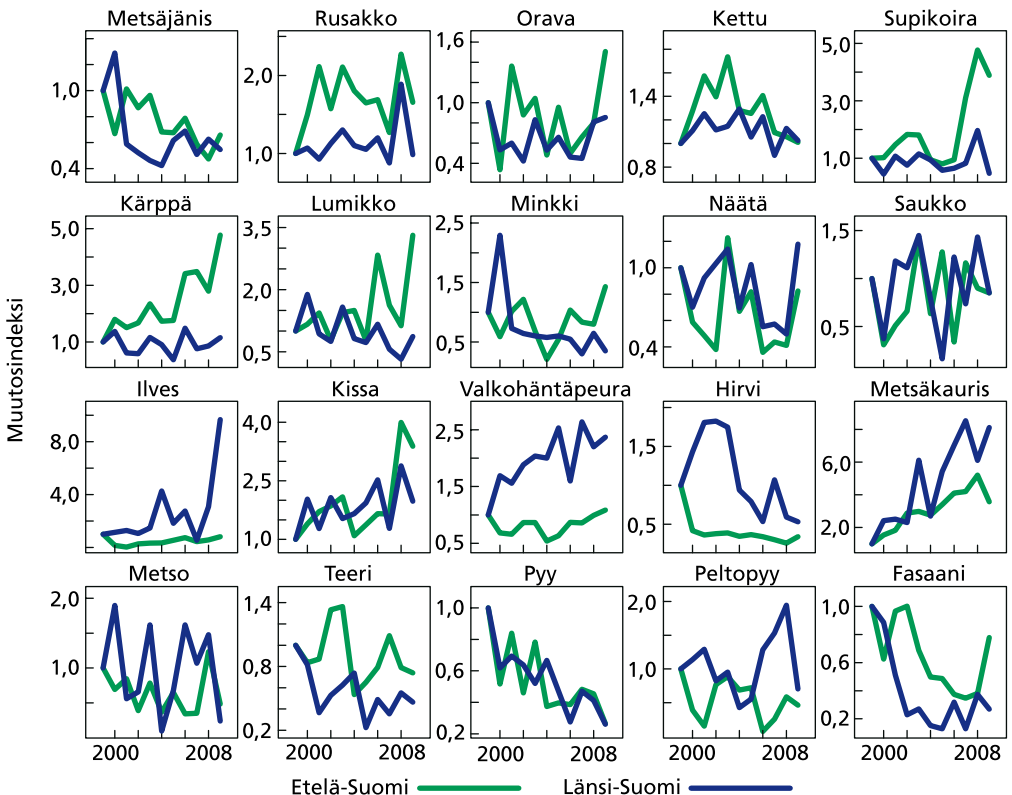 Metsäjänis Rusakko Orava Kettu Supikoira
1,0 0,4
2,0 1,0
1,6 1,0 0,4
1,4 0,8
5,0 3,0 1,0
Kärppä Lumikko Minkki Näätä Saukko
5,0 3,0 1,0
3,5 2,0 0,5
2,5 1,5 0,5
1,0 0,4
1,5 0,5
Muutosindeksi
Ilves Kissa Valkohäntäpeura Hirvi Metsäkauris
8,0 4,0
4,0 2,5 1,0
2,5 1,5 0,5
1,5 0,5
6,0 2,0
Metso Teeri Pyy Peltopyy Fasaani
2,0 1,0
1,4 0,8 0,2
1,0 0,6 0,2
2,0 1,0
1,0 0,6 0,2
2000 2008 2000 2008 2000 2008 2000 2008 2000 2008
Etelä-Suomi Länsi-Suomi